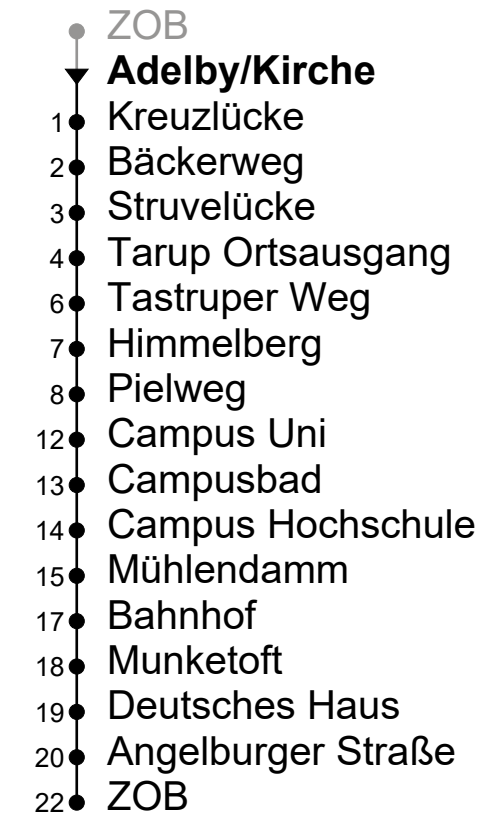 ZOB
Adelby/Kirche
1 Kreuzlücke
2 Bäckerweg
3 Struvelücke
4 Tarup Ortsausgang
6 Tastruper Weg
7 Himmelberg
8 Pielweg
12 Campus Uni
13 Campusbad
14 Campus Hochschule
15 Mühlendamm
17 Bahnhof
18 Munketoft
19 Deutsches Haus
20 Angelburger Straße
22 ZOB